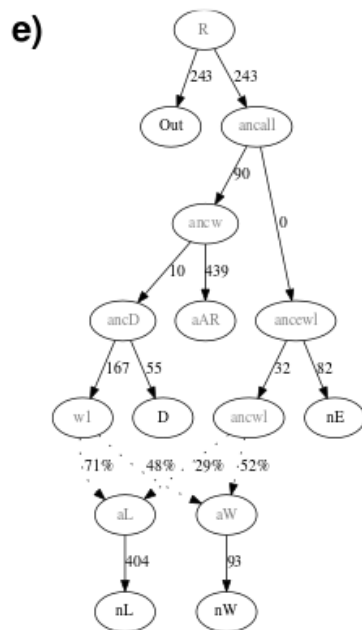 e)
R
243 243
Out ancall
90
0
ancw
10 439
ancD aAR ancewl
167 55 32 82
wl D ancwl nE
71% 48% 29% 52%
aL aW
404 93
nL nW